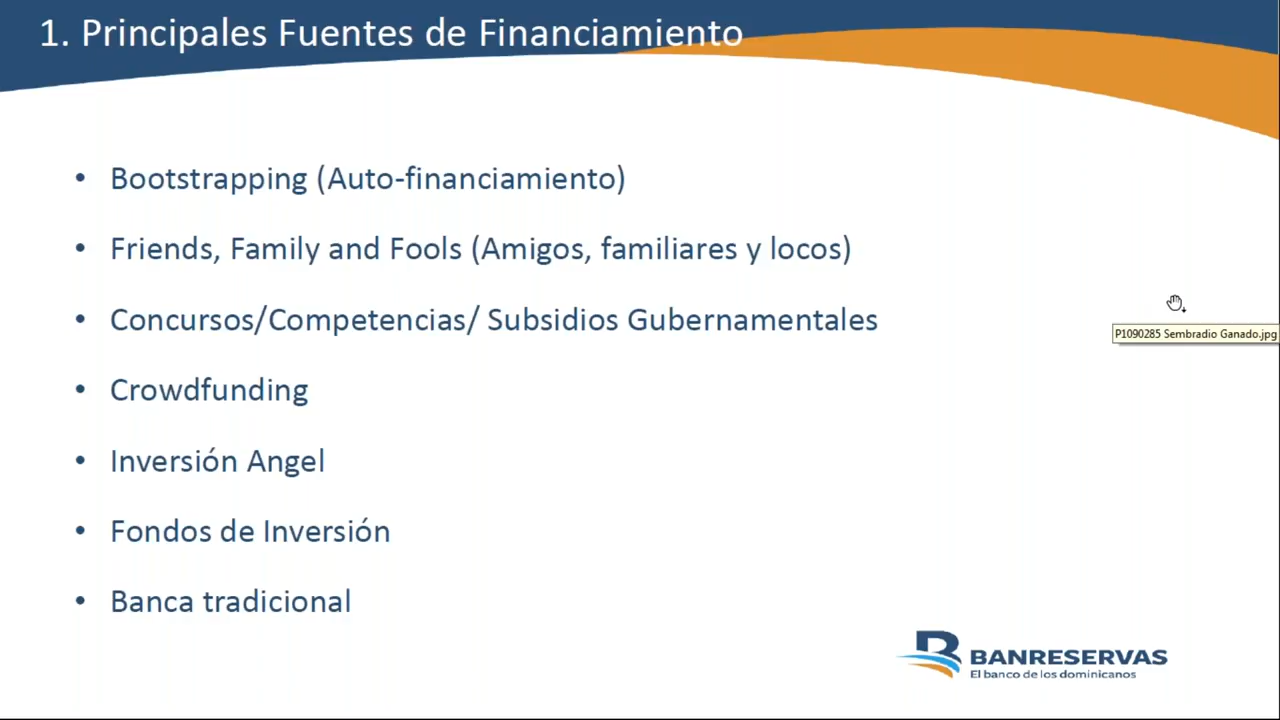 1. Principales Fuentes de Financiamiento
• Bootstrapping (Auto-financiamiento)
• Friends, Family and Fools (Amigos, familiares y locos)
• Concursos/Competencias/ Subsidios Gubernamentales
P1090285 Sembradio Ganado.jpg
• Crowdfunding
• Inversión Angel
• Fondos de Inversión
• Banca tradicional
BANRESERVAS
El banco de los dominicanos